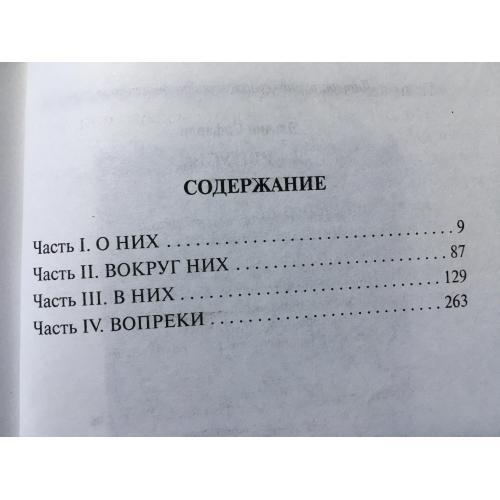 СОДЕРЖАНИЕ
Часть I. О НИХ . . . . . . . . . . . . . . . . . . . . . . . . . . . . . 9
Часть II. ВОКРУГ НИХ . . . . . . . . . . . . . . . . . . . . . . 87
Часть III. В НИХ . . . . . . . . . . . . . . . . . . . . . . . . . . . 129
Часть IV. ВОПРЕКИ . . . . . . . . . . . . . . . . . . . . . . . . 263